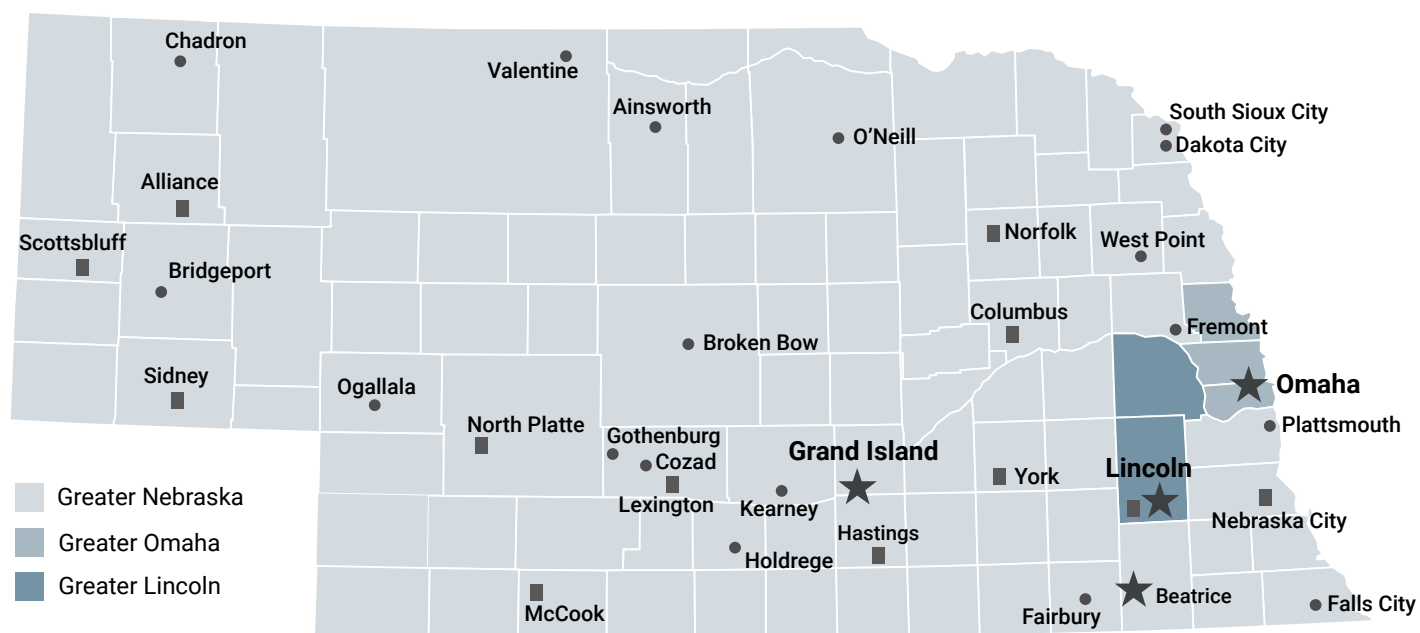 Chadron
Valentine
Ainsworth
O'Neill
South Sioux City
Dakota City
Alliance
Scottsbluff
Bridgeport
Norfolk
West Point
Columbus
Fremont
Broken Bow
Sidney
Ogallala
Omaha
North Platte
Plattsmouth
Gothenburg
Cozad
Lexington
Grand Island
Kearney
York
Lincoln
Nebraska City
Hastings
Holdrege
McCook
Fairbury
Beatrice
Falls City
Greater Nebraska
Greater Omaha
Greater Lincoln